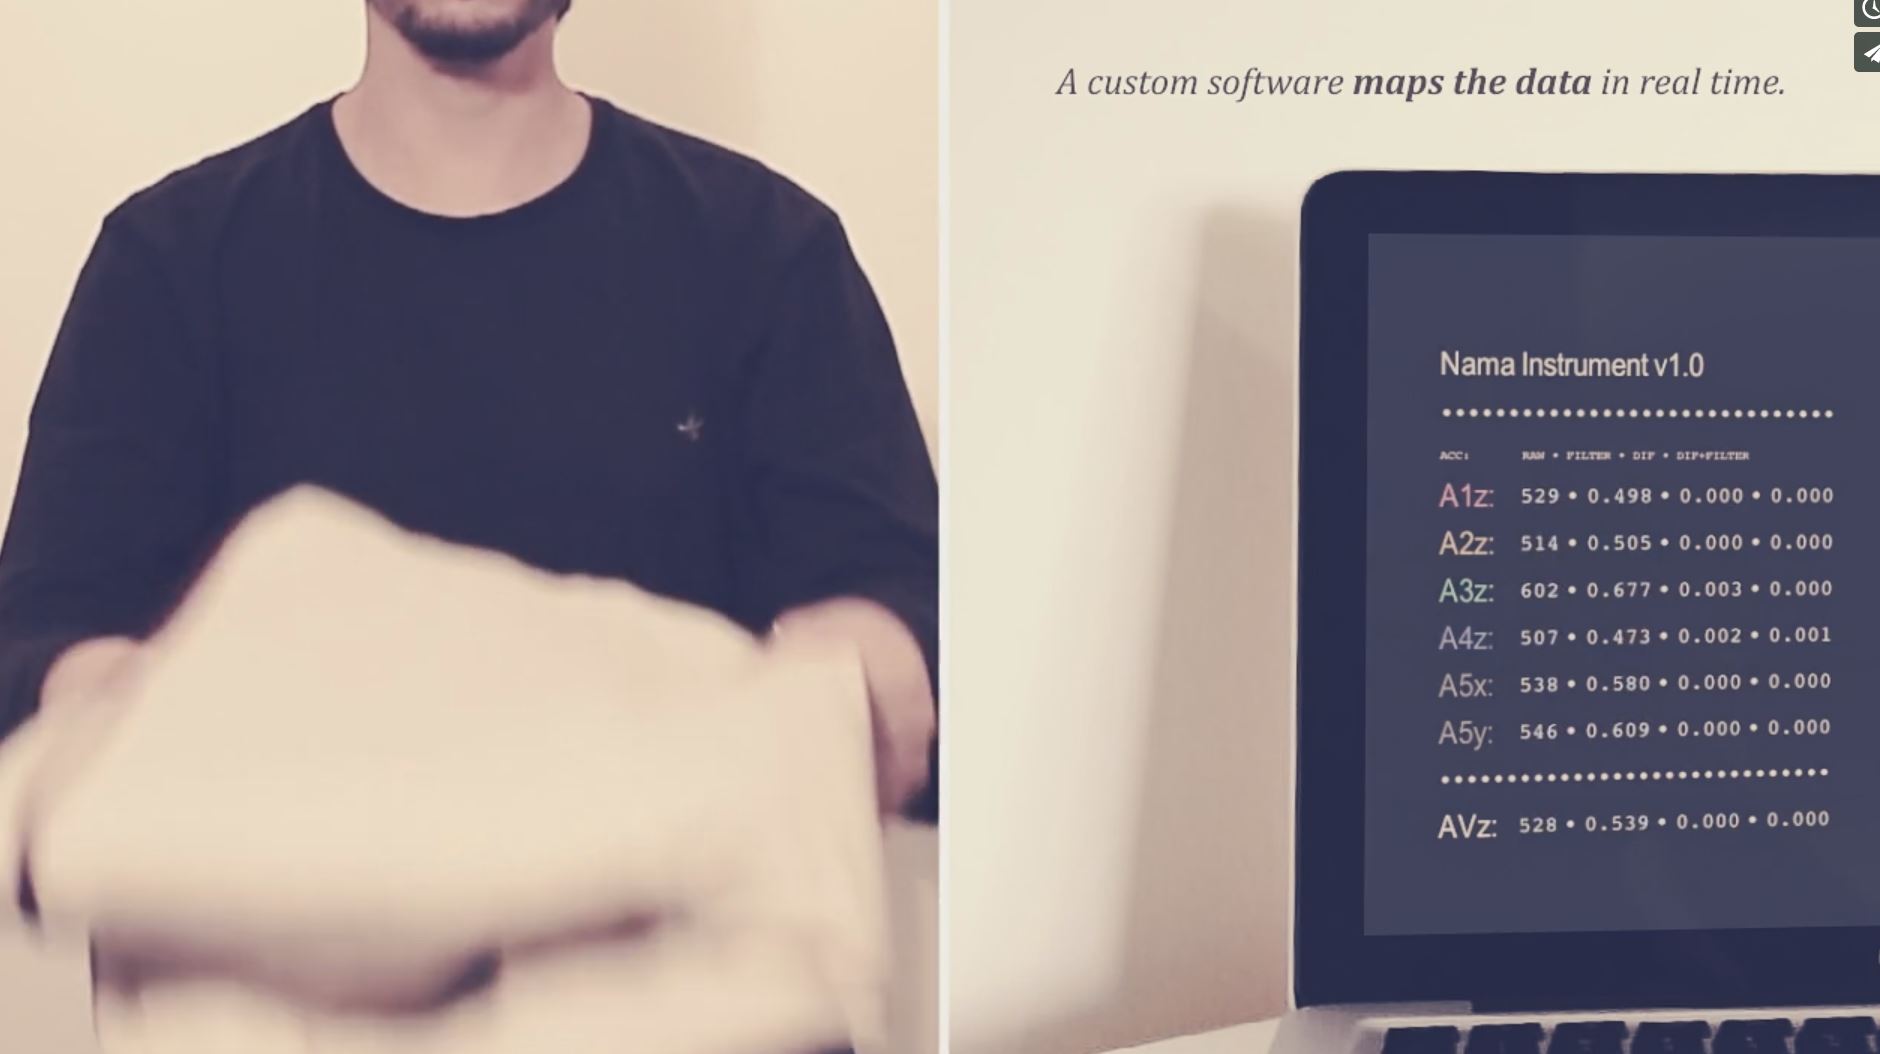 A custom software maps the data in real time.
Nama Instrument v1.0
ACC: RAW • FILTER • DIF • DIF+FILTER
A1z: 529 • 0.498 • 0.000 • 0.000
A2z: 514 • 0.505 • 0.000 • 0.000
A3z: 602 • 0.677 • 0.003 • 0.000
A4z: 507 • 0.473 • 0.002 • 0.001
A5x: 538 • 0.580 • 0.000 • 0.000
A5y: 546 • 0.609 • 0.000 • 0.000
AVz: 528 • 0.539 • 0.000 • 0.000